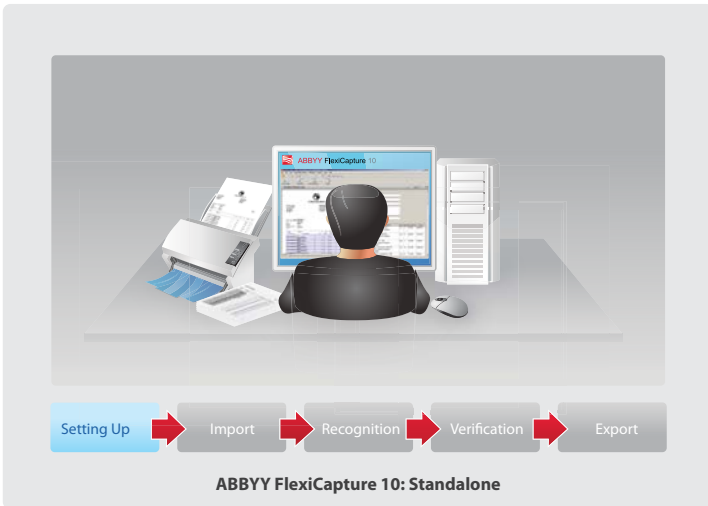 ABBYY FlexiCapture 10
Setting Up
Import
Recognition
Verification
Export
ABBYY FlexiCapture 10: Standalone